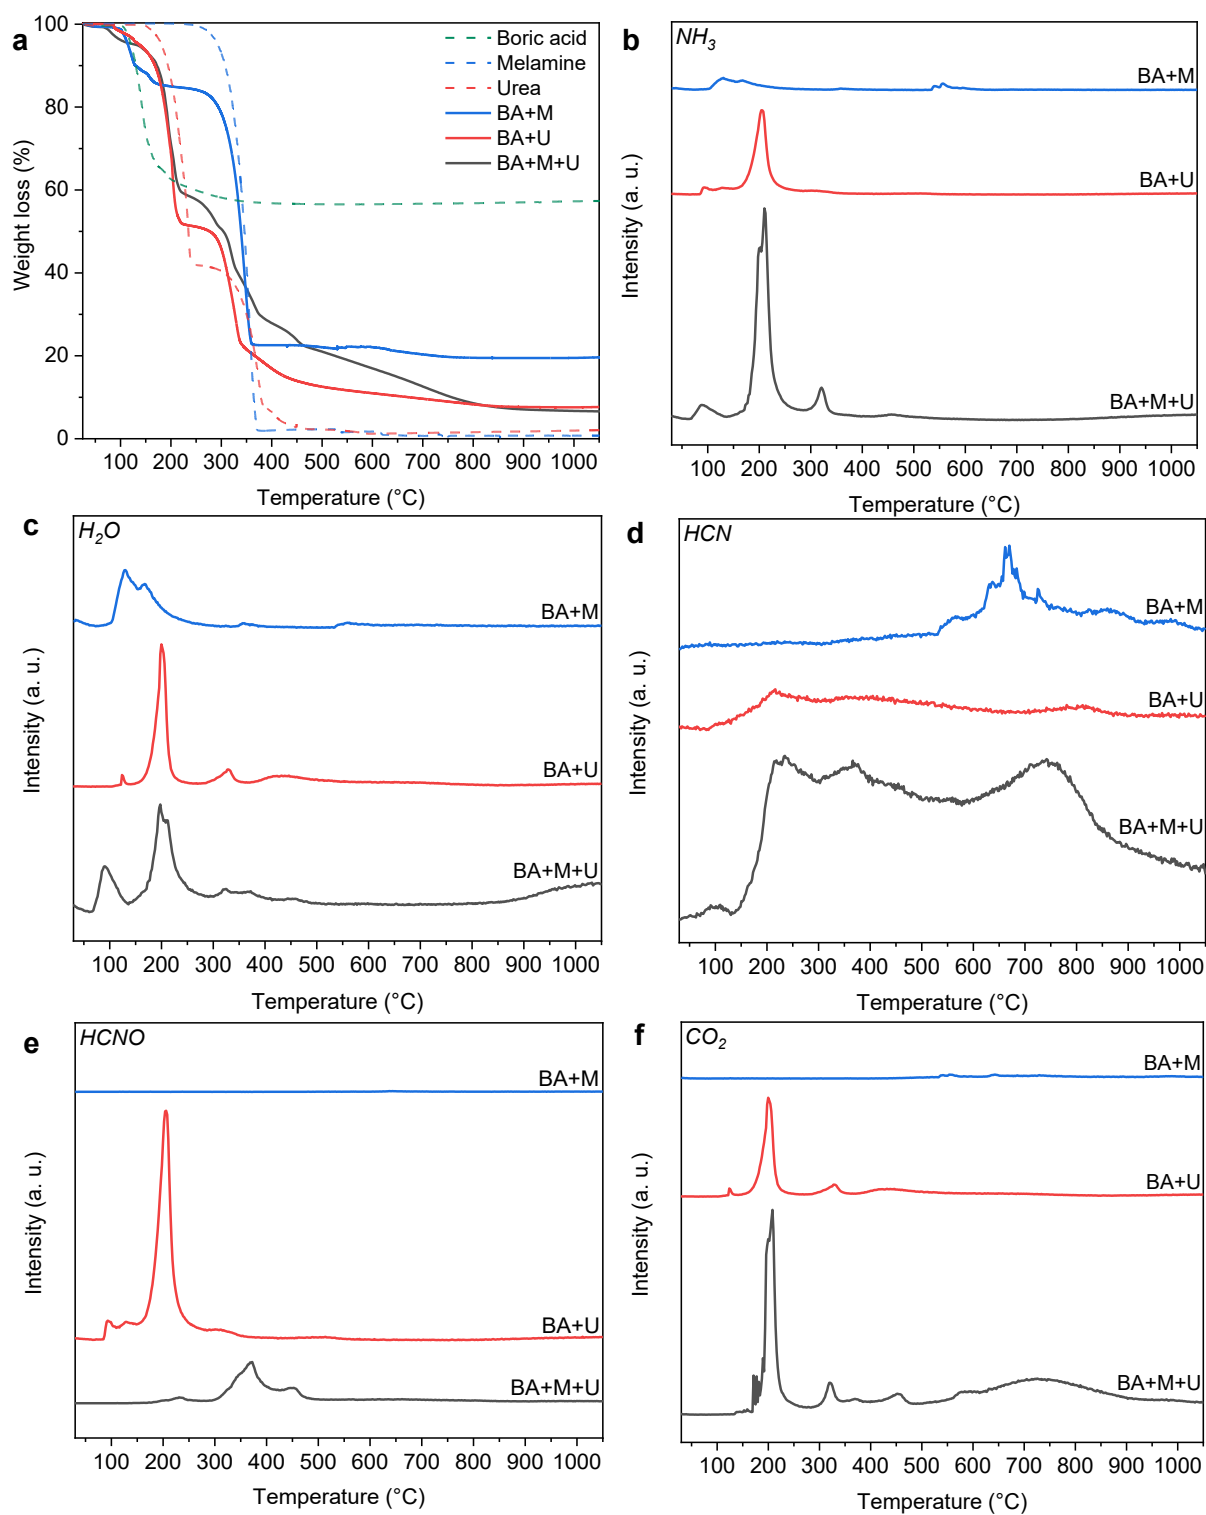 a
100
80
60
40
20
0
Weight loss (%)
Boric acid
Melamine
Urea
BA+M
BA+U
BA+M+U
100 200 300 400 500 600 700 800 900 1000
Temperature (°C)
b
NH3
BA+M
BA+U
BA+M+U
Intensity (a. u.)
100 200 300 400 500 600 700 800 900 1000
Temperature (°C)
c
H2O
BA+M
BA+U
BA+M+U
Intensity (a. u.)
100 200 300 400 500 600 700 800 900 1000
Temperature (°C)
d
HCN
BA+M
BA+U
BA+M+U
Intensity (a. u.)
100 200 300 400 500 600 700 800 900 1000
Temperature (°C)
e
HCNO
BA+M
BA+U
BA+M+U
Intensity (a. u.)
100 200 300 400 500 600 700 800 900 1000
Temperature (°C)
f
CO2
BA+M
BA+U
BA+M+U
Intensity (a. u.)
100 200 300 400 500 600 700 800 900 1000
Temperature (°C)